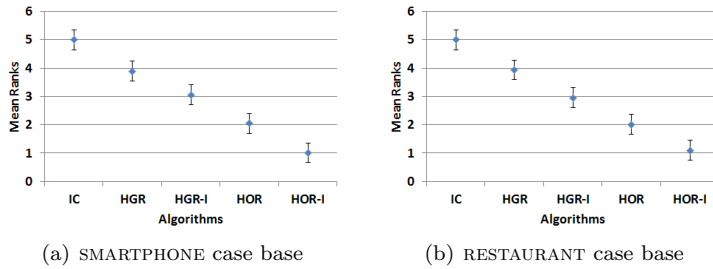 6
5
4
3
2
1
0
Mean Ranks
IC HGR HGR-I HOR HOR-I
Algorithms
(a) SMARTPHONE case base
6
5
4
3
2
1
0
Mean Ranks
IC HGR HGR-I HOR HOR-I
Algorithms
(b) RESTAURANT case base